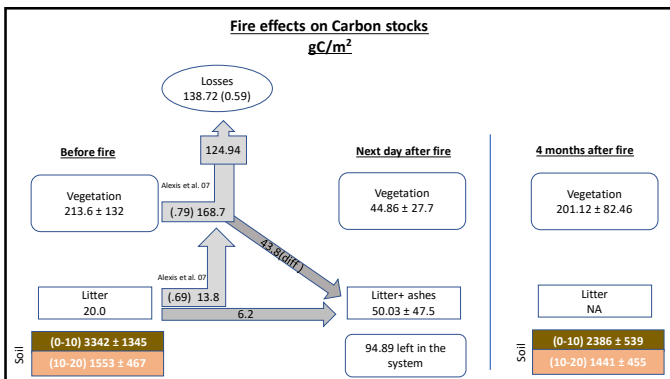 Fire effects on Carbon stocks
gC/m²
Losses
138.72 (0.59)
124.94
Before fire
Next day after fire
4 months after fire
Alexis et al. 07
Vegetation
213.6 ± 132
(.79) 168.7
Vegetation
44.86 ± 27.7
Vegetation
201.12 ± 82.46
43.8(diff.)
Alexis et al. 07
Litter
20.0
(.69) 13.8
6.2
Litter+ ashes
50.03 ± 47.5
Litter
NA
Soil
(0-10) 3342 ± 1345
(10-20) 1553 ± 467
94.89 left in the
system
Soil
(0-10) 2386 ± 539
(10-20) 1441 ± 455